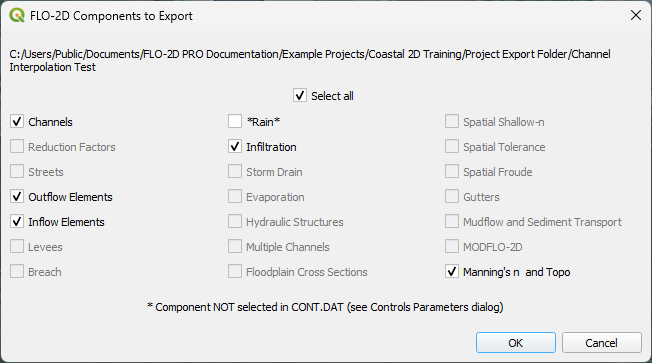 FLO-2D Components to Export
C:/Users/Public/Documents/FLO-2D PRO Documentation/Example Projects/Coastal 2D Training/Project Export Folder/Channel
Interpolation Test
Select all
Channels
*Rain*
Spatial Shallow-n
Reduction Factors
Infiltration
Spatial Tolerance
Streets
Storm Drain
Spatial Froude
Outflow Elements
Evaporation
Gutters
Inflow Elements
Hydraulic Structures
Mudflow and Sediment Transport
Levees
Multiple Channels
MODFLO-2D
Breach
Floodplain Cross Sections
Manning's n and Topo
* Component NOT selected in CONT.DAT (see Controls Parameters dialog)
OK
Cancel